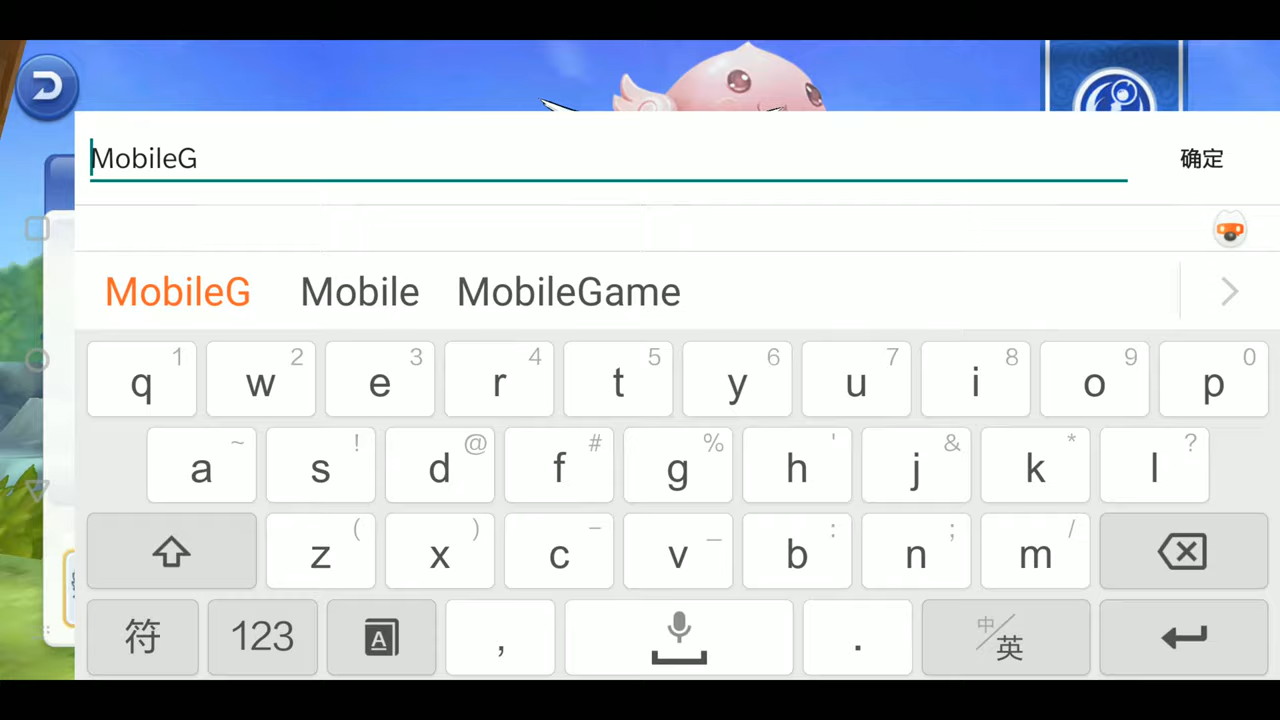 MobileG 确定
MobileG Mobile MobileGame
1 2 3 4 5 6 7 8 9 0
q w e r t y u i o p
~ ! @ # % ' & * ?
a s d f g h j k l
( ) – _ : ; /
z x c v b n m
符 123 A , . 中/英